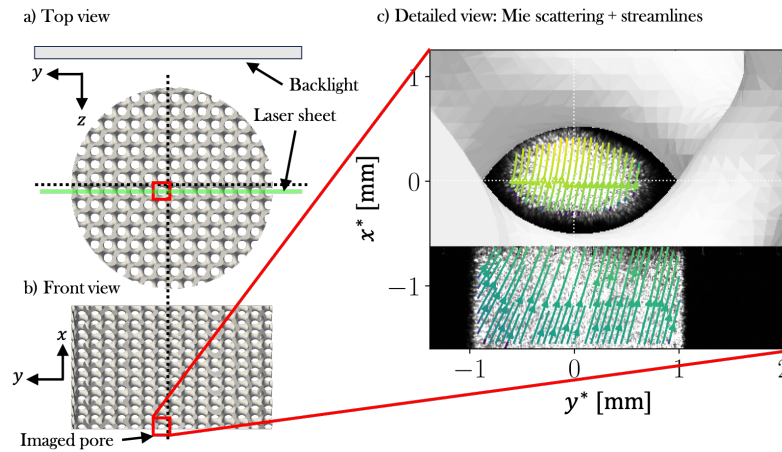 a) Top view
c) Detailed view: Mie scattering + streamlines
y
z
Backlight
Laser sheet
b) Front view
x
y
Imaged pore
1
0
−1
x* [mm]
−1
0
1
2
y* [mm]